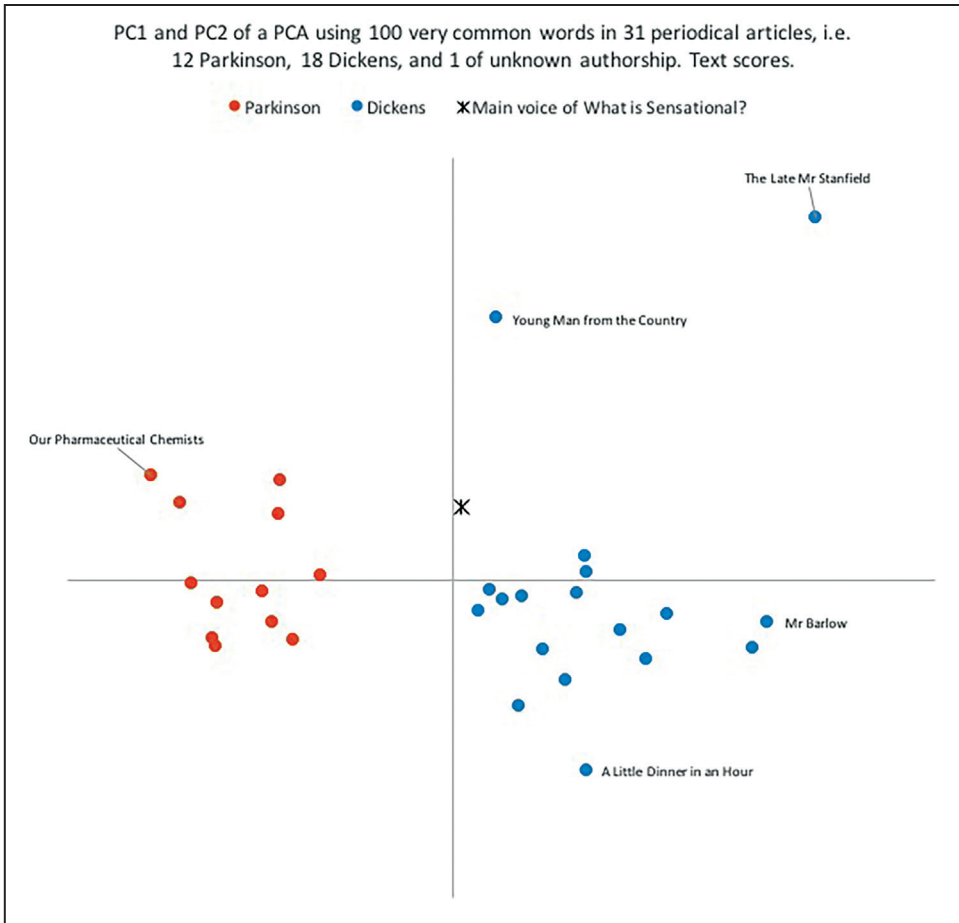 PC1 and PC2 of a PCA using 100 very common words in 31 periodical articles, i.e.
12 Parkinson, 18 Dickens, and 1 of unknown authorship. Text scores.
Parkinson Dickens Main voice of What is Sensational?
The Late Mr Stanfield
Young Man from the Country
Our Pharmaceutical Chemists
Mr Barlow
A Little Dinner in an Hour